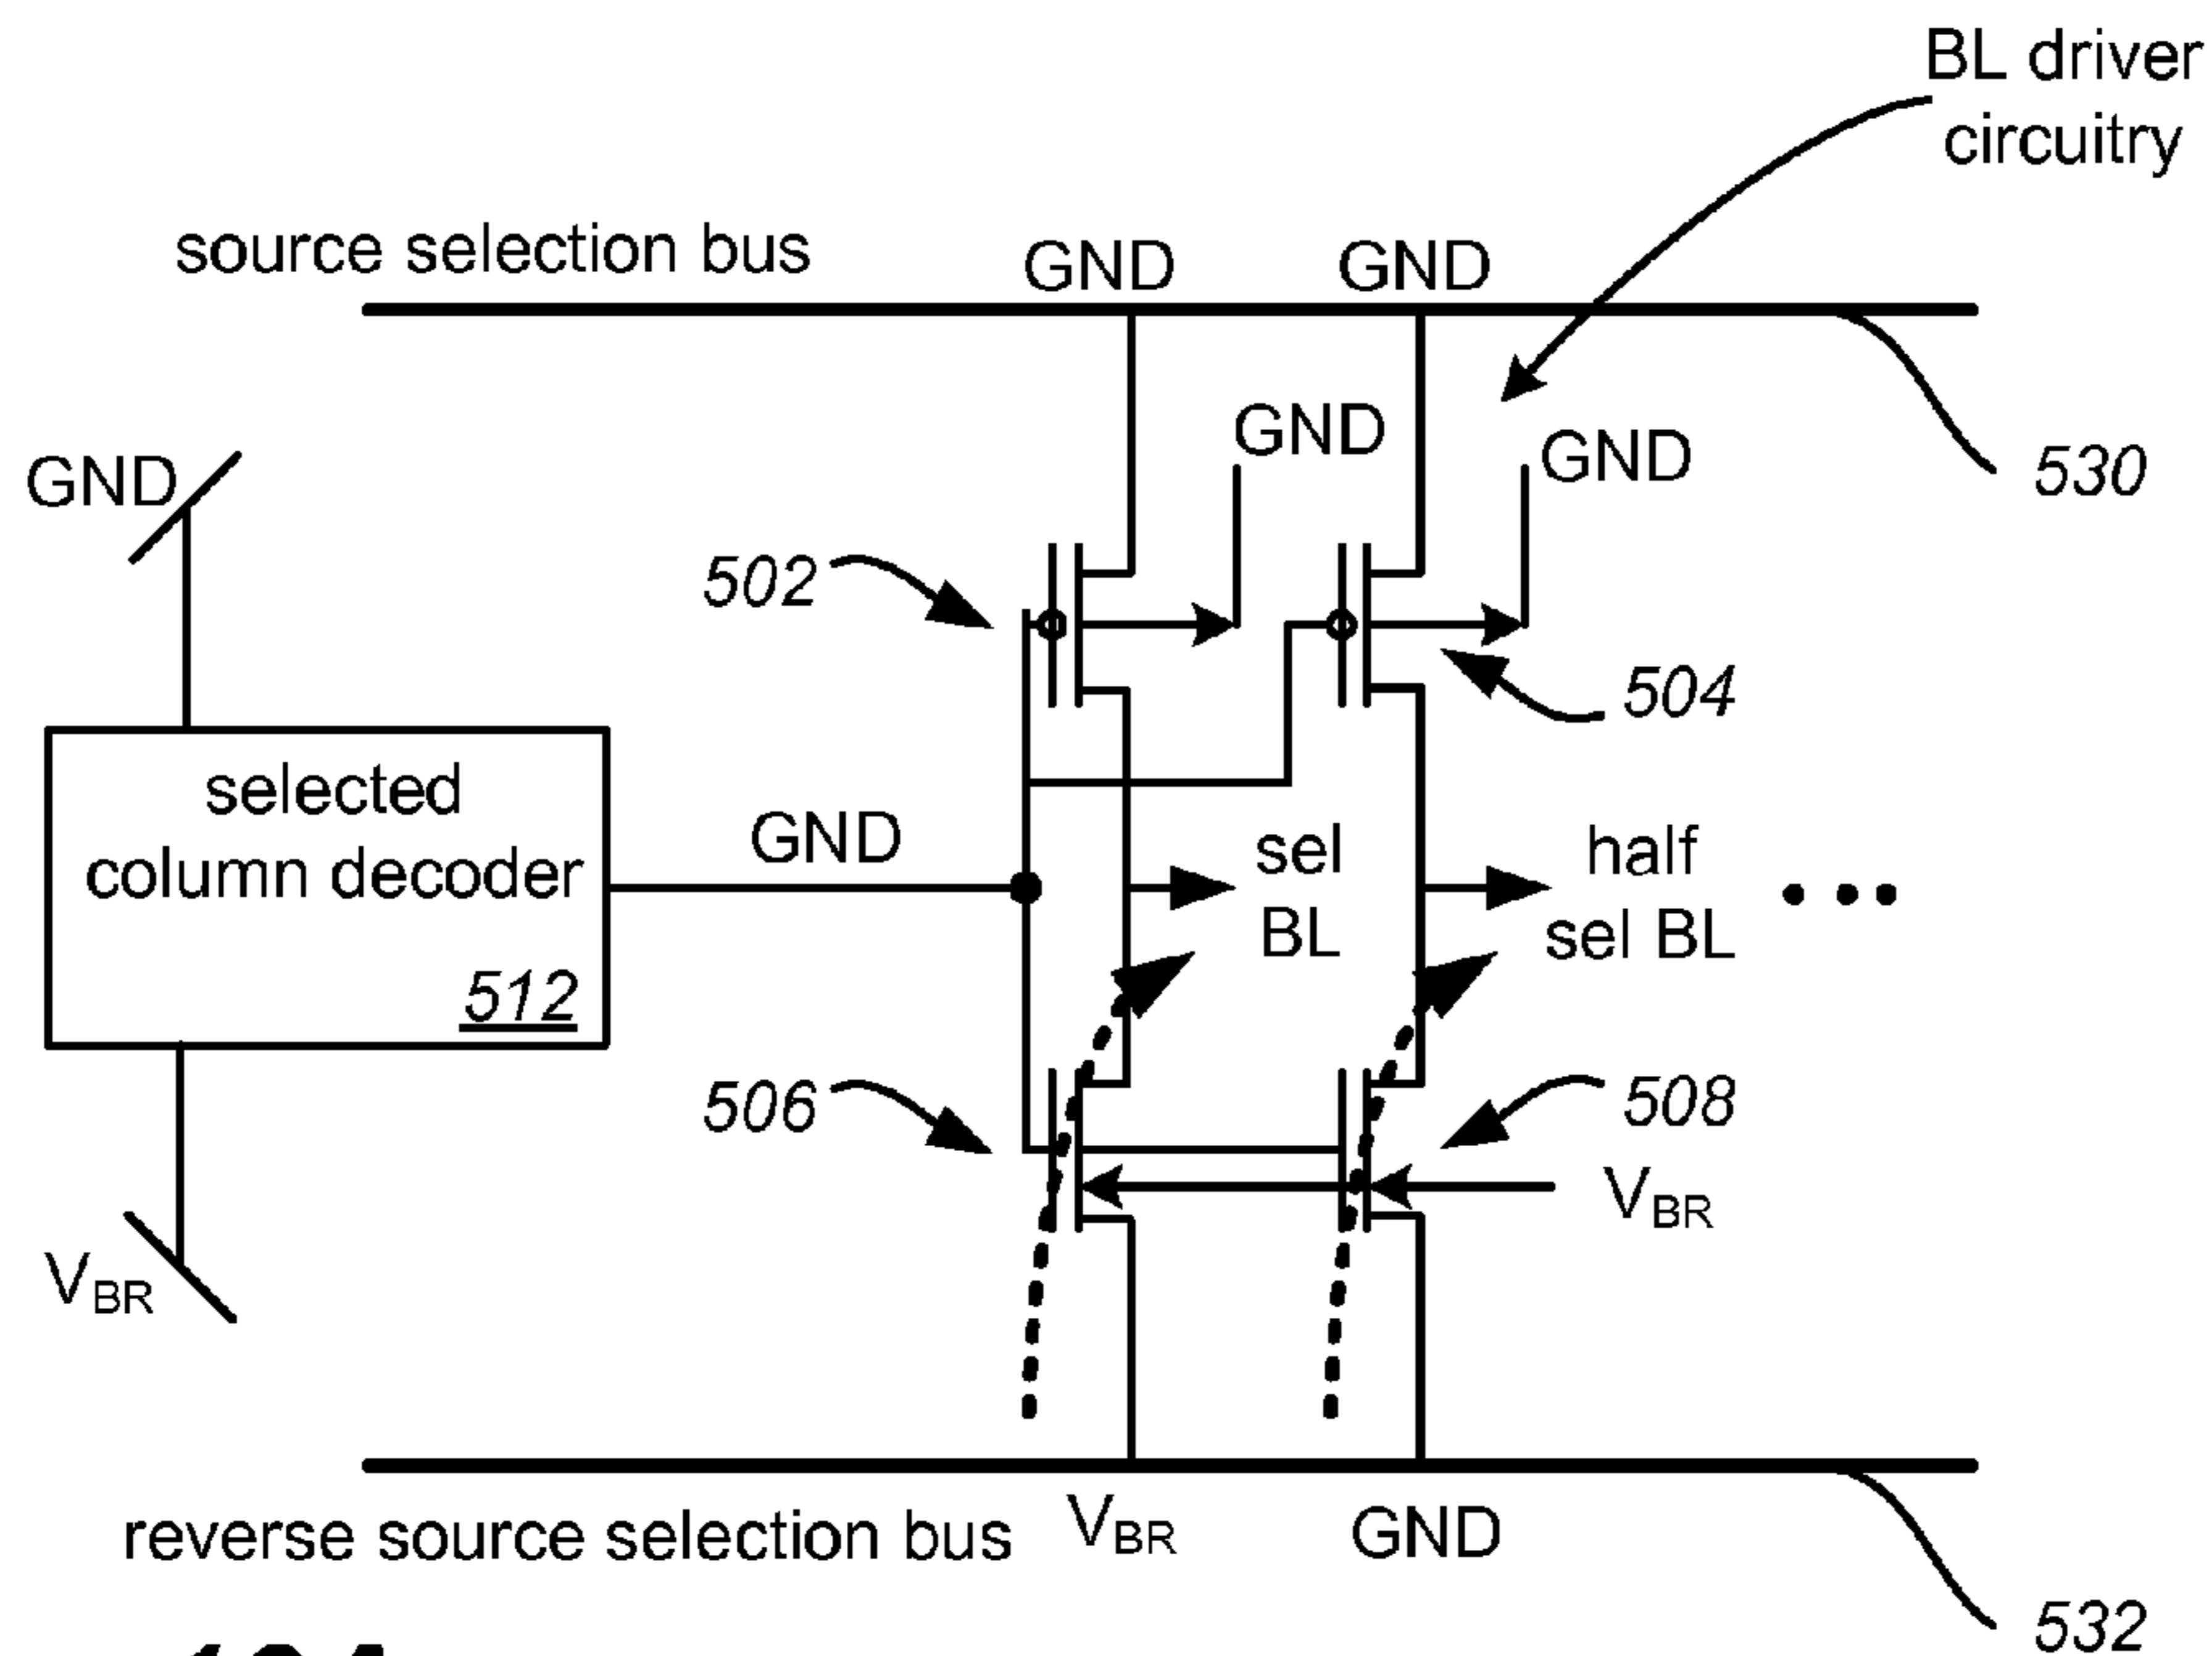 BL driver
circuitry
source selection bus
GND
GND
GND
GND
GND
530
502
504
selected
column decoder
512
GND
sel
BL
half
sel BL
506
508
VBR
VBR
reverse source selection bus
VBR
GND
532